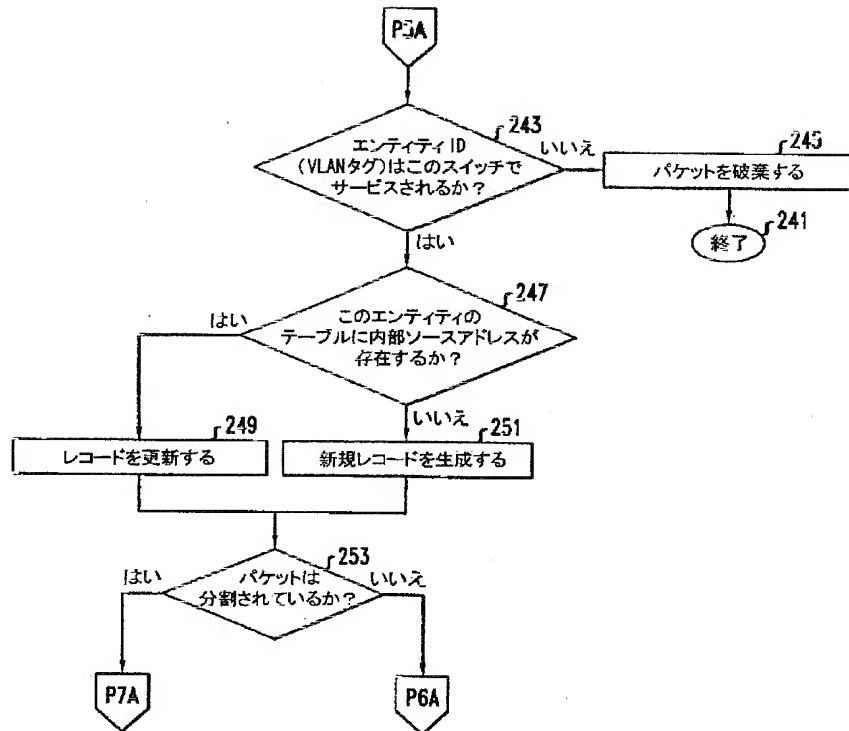 P5A
243
エンティティID
(VLANタグ)はこのスイッチで
サービスされるか?
いいえ
245
パケットを破棄する
241
終了
はい
247
このエンティティの
テーブルに内部ソースアドレスが
存在するか?
はい
いいえ
249
レコードを更新する
251
新規レコードを生成する
253
パケットは
分割されているか?
はい
いいえ
P7A
P6A